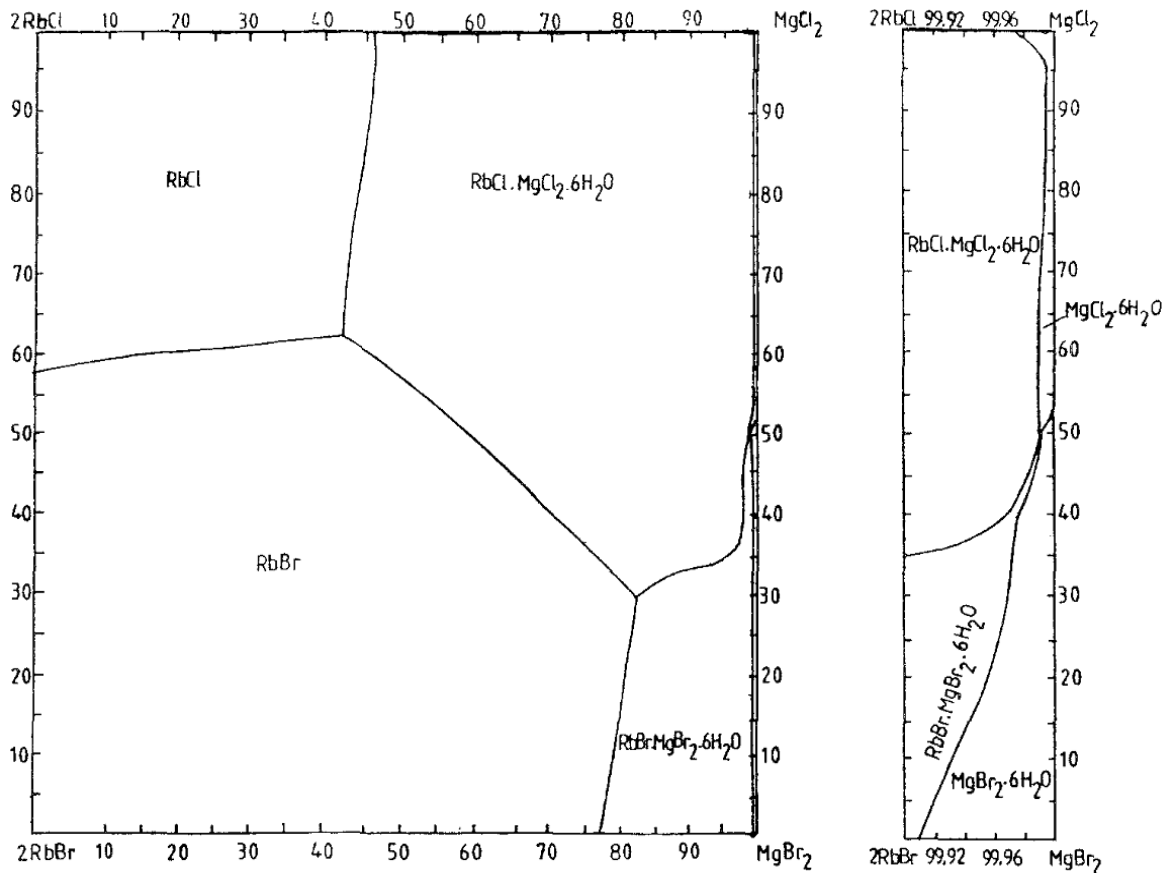 2RbCl 10 20 30 40 50 60 70 80 90 MgCl₂
90
80
70
60
50
40
30
20
10
RbCl
RbCl.MgCl₂.6H₂O
RbBr
RbBr.MgBr₂.6H₂O
90
80
70
60
50
40
30
20
10
2RbBr 10 20 30 40 50 60 70 80 90 MgBr₂
2RbCl 99,92 99,96 MgCl₂
RbCl.MgCl₂.6H₂O
MgCl₂.6H₂O
RbBr.MgBr₂.6H₂O
MgBr₂.6H₂O
90
80
70
60
50
40
30
20
10
2RbBr 99,92 99,96 MgBr₂